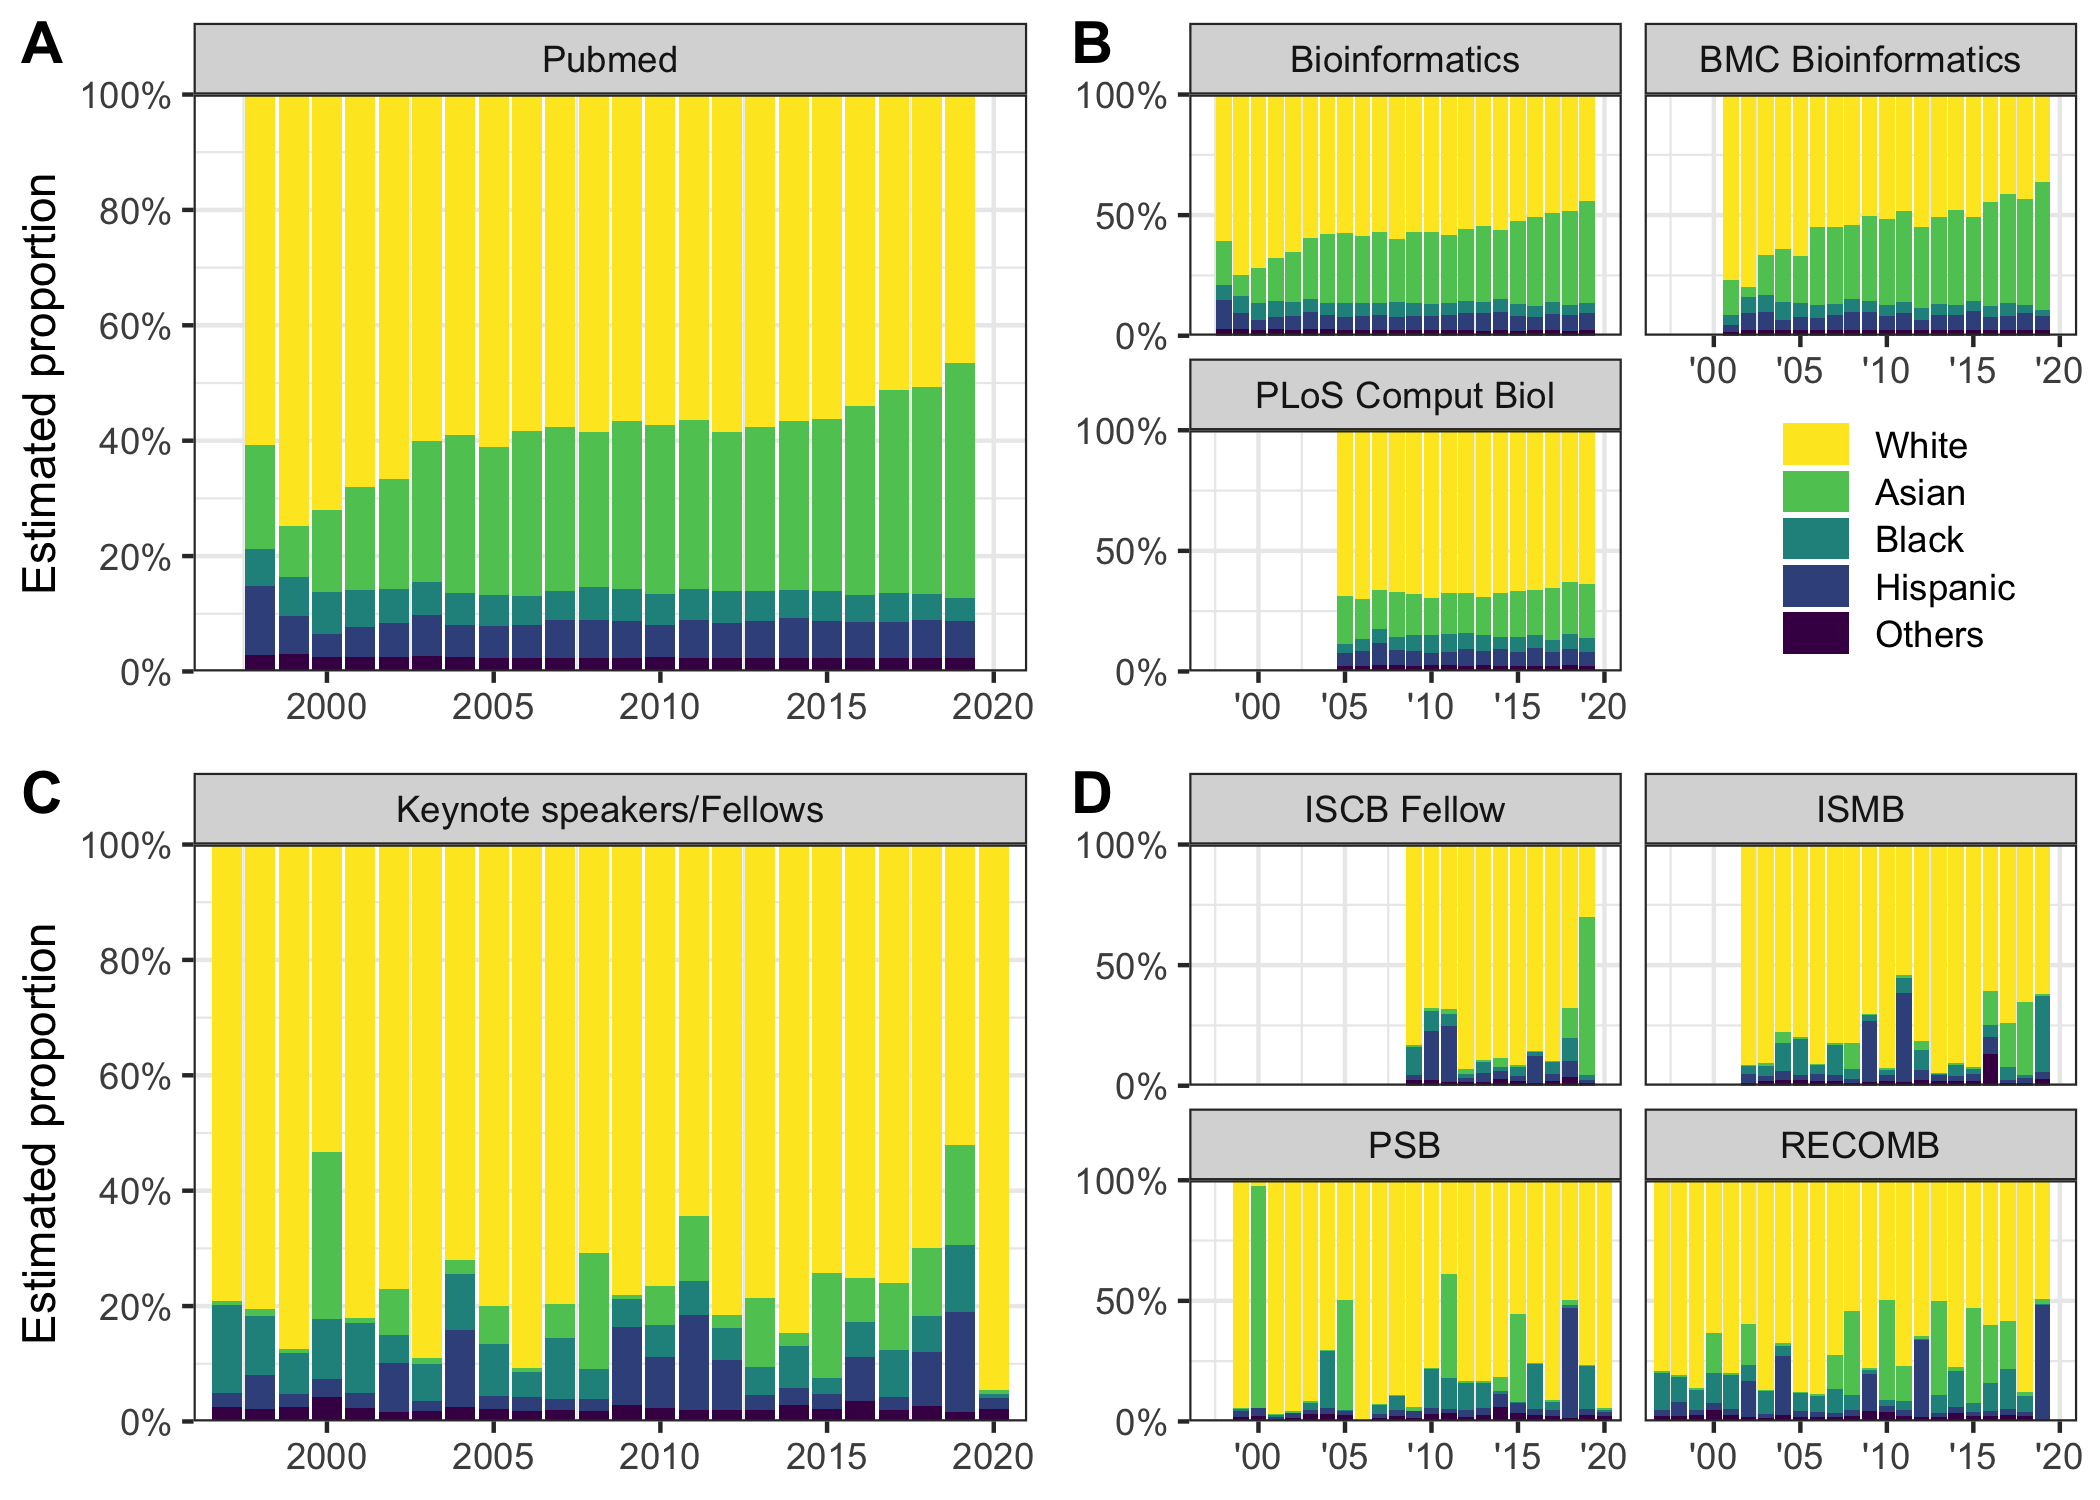 A
Pubmed
Estimated proportion
100%
80%
60%
40%
20%
0%
2000 2005 2010 2015 2020
B
Bioinformatics
BMC Bioinformatics
100%
50%
0%
'00 '05 '10 '15 '20
PLoS Comput Biol
100%
50%
0%
'00 '05 '10 '15 '20
White
Asian
Black
Hispanic
Others
C
Keynote speakers/Fellows
Estimated proportion
100%
80%
60%
40%
20%
0%
2000 2005 2010 2015 2020
D
ISCB Fellow
ISMB
100%
50%
0%
PSB
RECOMB
100%
50%
0%
'00 '05 '10 '15 '20
'00 '05 '10 '15 '20